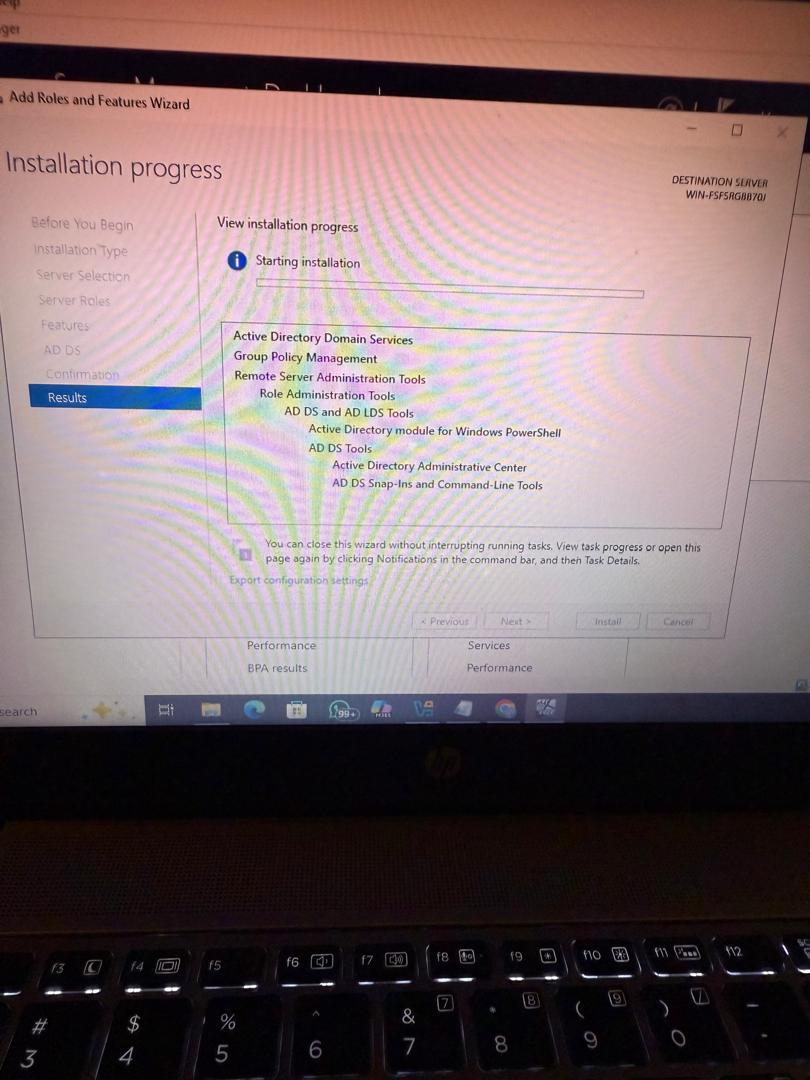 Add Roles and Features Wizard
Installation progress
DESTINATION SERVER
Before You Begin
Installation Type
Server Selection
Server Roles
Features
AD DS
Confirmation
Results
View installation progress
Starting installation
Active Directory Domain Services
Group Policy Management
Remote Server Administration Tools
Role Administration Tools
AD DS and AD LDS Tools
Active Directory module for Windows PowerShell
AD DS Tools
Active Directory Administrative Center
AD DS Snap-Ins and Command-Line Tools
You can close this wizard without interrupting running tasks. View task progress or open this
page again by clicking Notifications in the command bar, and then Task Details.
Export configuration settings
< Previous Next > Install Cancel
Performance Services
BPA results Performance
search 99+
hp
f3 f4 f5 f6 f7 f8 f9 f10 f11 f12
# $ % ^ & 7 * 8 ( 9 ) / _
3 4 5 6 7 8 9 0 -